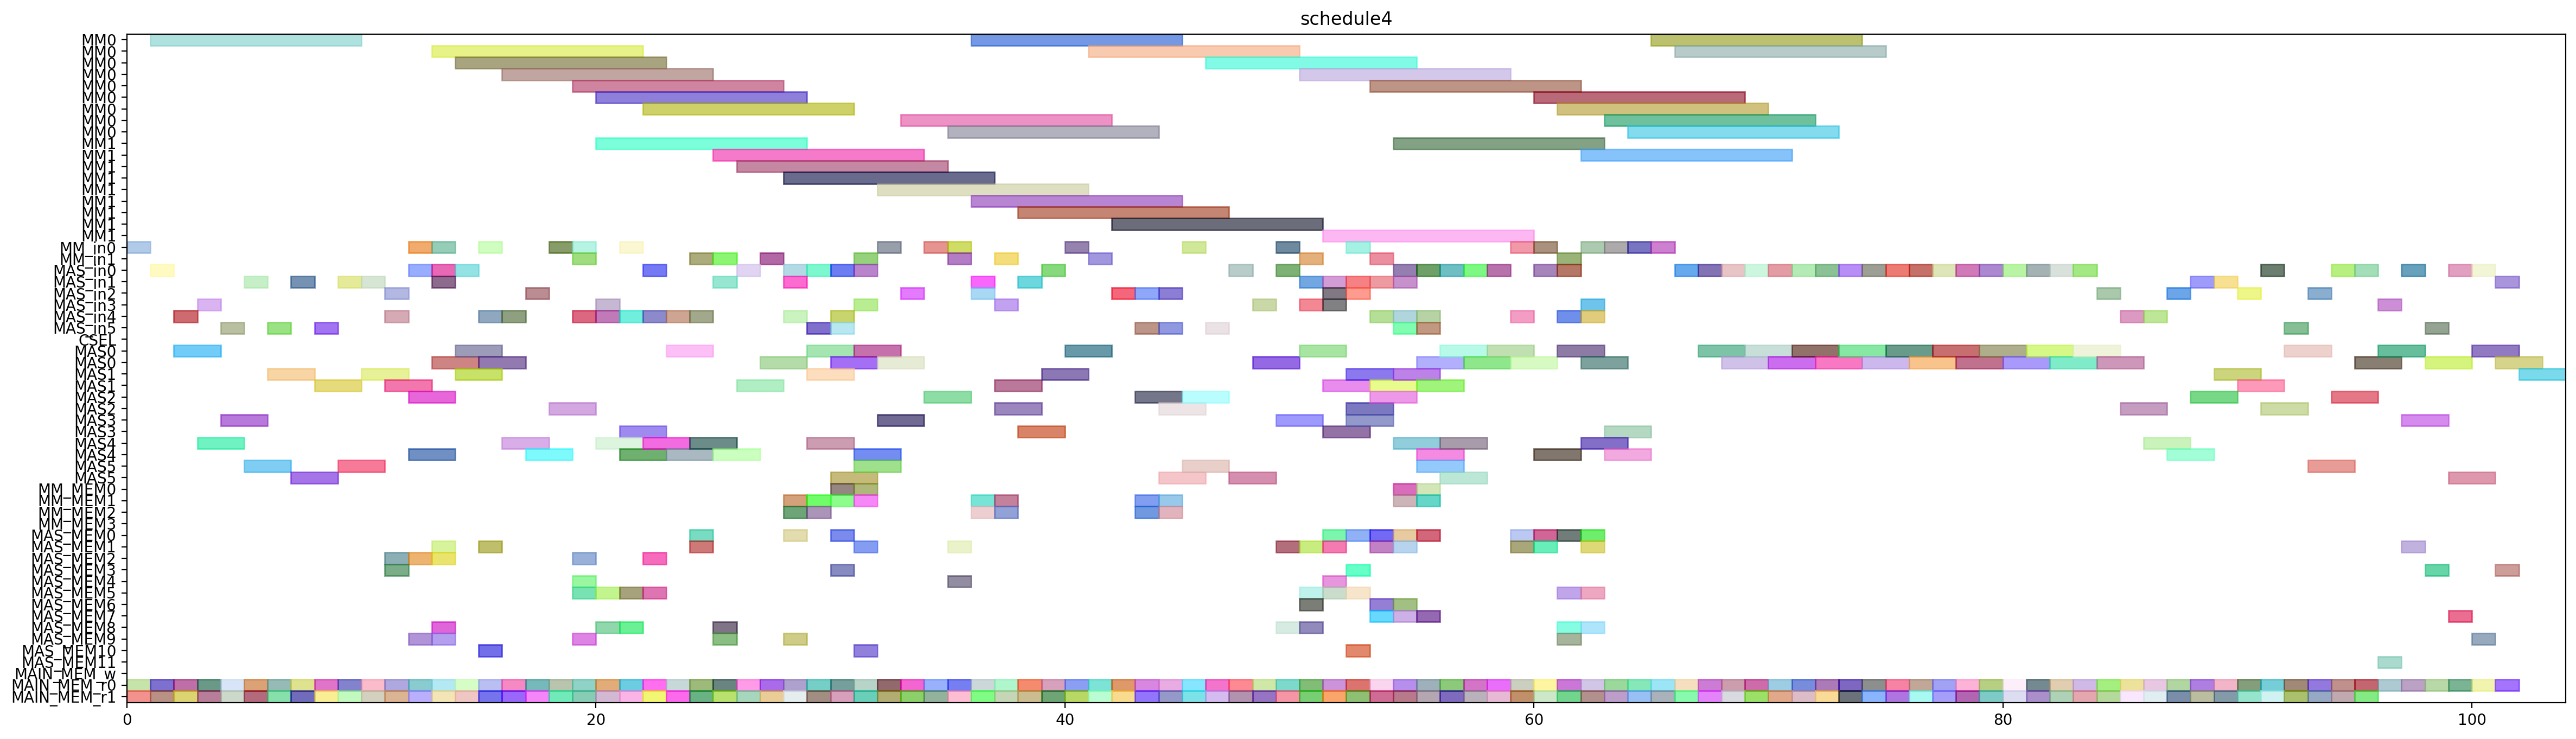 schedule4
MM0
MM0
MM0
MM0
MM0
MM0
MM0
MM0
MM0
MM1
MM1
MM1
MM1
MM1
MM1
MM1
MM1
MM1
MM_in0
MM_in1
MAS_in0
MAS_in1
MAS_in2
MAS_in3
MAS_in4
MAS_in5
CSEL
MAS0
MAS0
MAS1
MAS1
MAS2
MAS2
MAS3
MAS3
MAS4
MAS4
MAS5
MAS5
MM_MEM0
MM_MEM1
MM_MEM2
MM_MEM3
MAS_MEM0
MAS_MEM1
MAS_MEM2
MAS_MEM3
MAS_MEM4
MAS_MEM5
MAS_MEM6
MAS_MEM7
MAS_MEM8
MAS_MEM9
MAS_MEM10
MAS_MEM11
MAIN_MEM_w
MAIN_MEM_r0
MAIN_MEM_r1
0 20 40 60 80 100